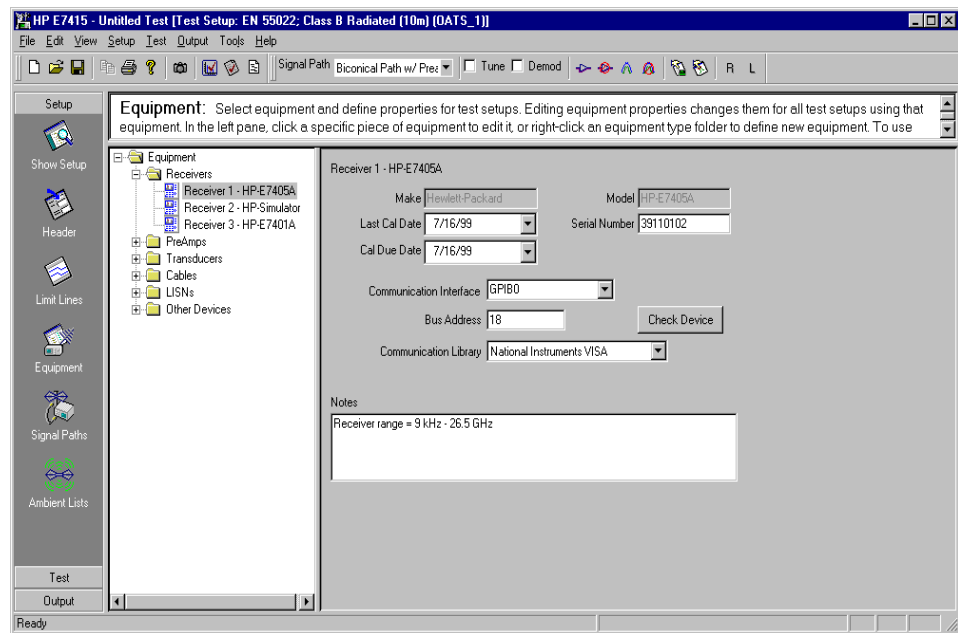 HP E7415 - Untitled Test [Test Setup: EN 55022; Class B Radiated (10m) (OATS_1)]
File Edit View Setup Test Output Tools Help
Signal Path Biconical Path w/ Prea Tune Demod R L
Setup
Show Setup
Header
Limit Lines
Equipment
Signal Paths
Ambient Lists
Test
Output
Equipment: Select equipment and define properties for test setups. Editing equipment properties changes them for all test setups using that
equipment. In the left pane, click a specific piece of equipment to edit it, or right-click an equipment type folder to define new equipment. To use
Equipment
Receivers
Receiver 1 - HP-E7405A
Receiver 2 - HP-Simulator
Receiver 3 - HP-E7401A
PreAmps
Transducers
Cables
LISNs
Other Devices
Receiver 1 - HP-E7405A
Make Hewlett-Packard Model HP-E7405A
Last Cal Date 7/16/99 Serial Number 39110102
Cal Due Date 7/16/99
Communication Interface GPIB0
Bus Address 18 Check Device
Communication Library National Instruments VISA
Notes
Receiver range = 9 kHz - 26.5 GHz
Ready